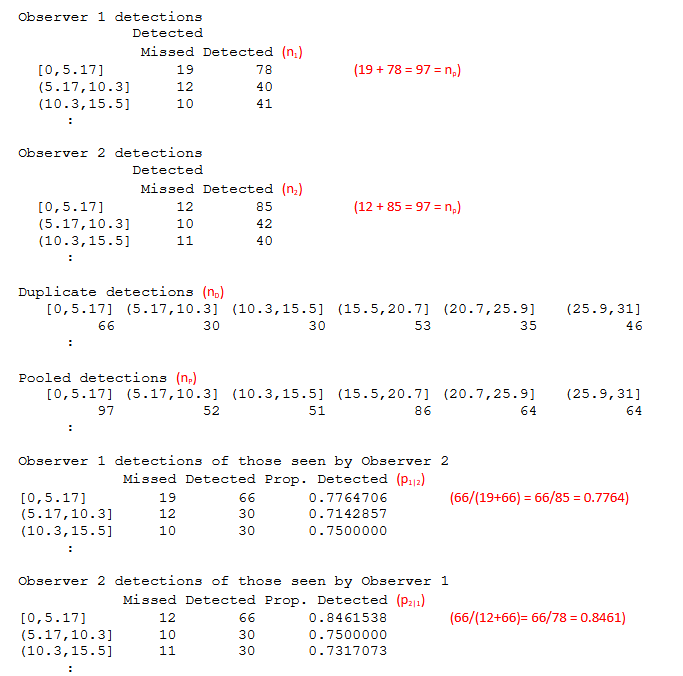 Observer 1 detections
Detected
Missed Detected (n₁)
[0,5.17] 19 78 (19 + 78 = 97 = nₚ)
(5.17,10.3] 12 40
(10.3,15.5] 10 41
:
Observer 2 detections
Detected
Missed Detected (n₂)
[0,5.17] 12 85 (12 + 85 = 97 = nₚ)
(5.17,10.3] 10 42
(10.3,15.5] 11 40
:
Duplicate detections (n_D)
[0,5.17] (5.17,10.3] (10.3,15.5] (15.5,20.7] (20.7,25.9] (25.9,31]
66 30 30 53 35 46
:
Pooled detections (nₚ)
[0,5.17] (5.17,10.3] (10.3,15.5] (15.5,20.7] (20.7,25.9] (25.9,31]
97 52 51 86 64 64
:
Observer 1 detections of those seen by Observer 2
Missed Detected Prop. Detected (p₁|₂)
[0,5.17] 19 66 0.7764706 (66/(19+66) = 66/85 = 0.7764)
(5.17,10.3] 12 30 0.7142857
(10.3,15.5] 10 30 0.7500000
:
Observer 2 detections of those seen by Observer 1
Missed Detected Prop. Detected (p₂|₁)
[0,5.17] 12 66 0.8461538 (66/(12+66)= 66/78 = 0.8461)
(5.17,10.3] 10 30 0.7500000
(10.3,15.5] 11 30 0.7317073
: